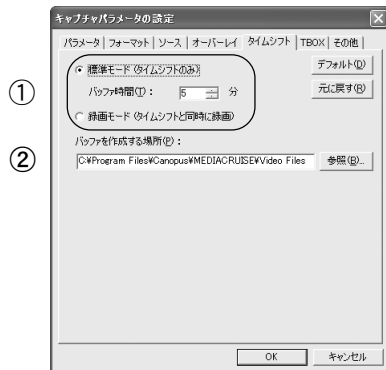 キャプチャパラメータの設定
パラメータ フォーマット ソース オーバーレイ タイムシフト TBOX その他
① 標準モード (タイムシフトのみ)
デフォルト(D)
バッファ時間(T)： 5 分
元に戻す(R)
録画モード (タイムシフトと同時に録画)
② バッファを作成する場所(P)：
C:¥Program Files¥Canopus¥MEDIACRUISE¥Video Files
参照(B)...
OK キャンセル